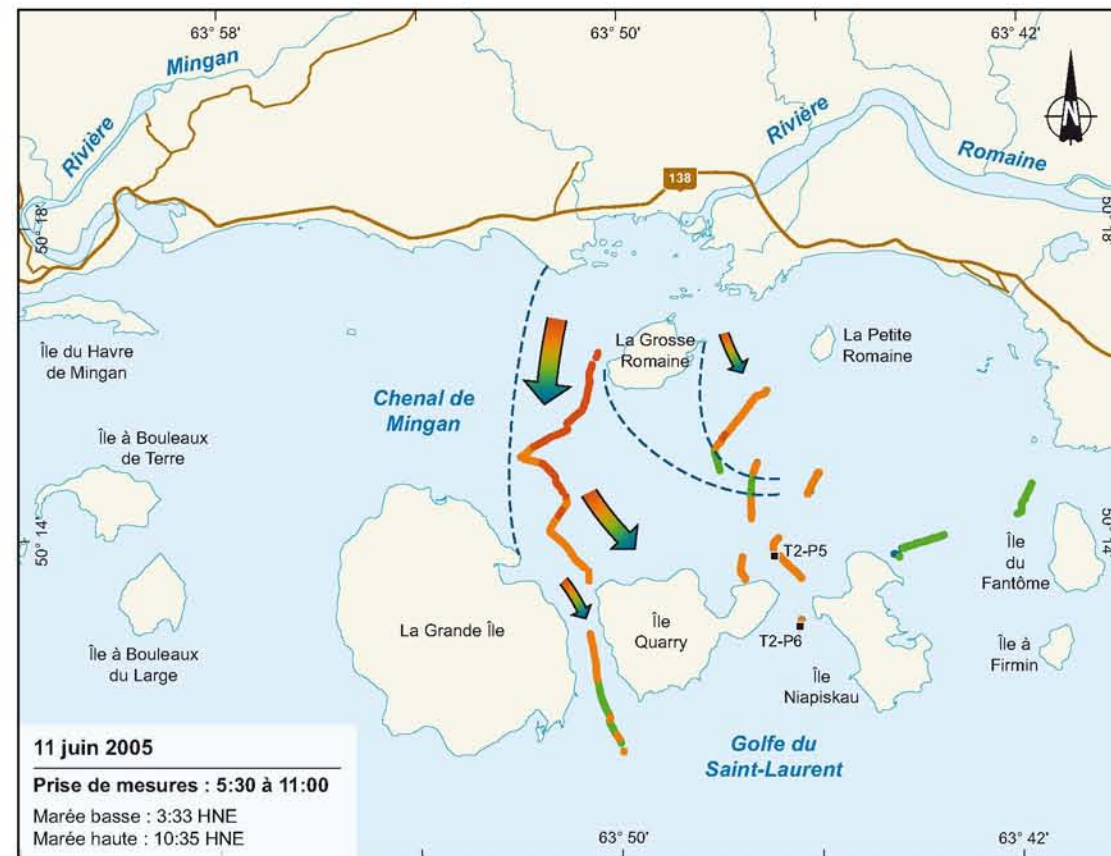 63° 58'
63° 50'
63° 42'
Rivière
Mingan
Rivière
Romaine
N
138
50° 18'
50° 18'
Île du Havre
de Mingan
La Grosse
Romaine
La Petite
Romaine
Chenal de
Mingan
Île à Bouleaux
de Terre
50° 14'
50° 14'
T2-P5
Île
du
Fantôme
La Grande Île
Île
Quarry
T2-P6
Île à Bouleaux
du Large
Île
Niapiskau
Île à
Firmin
Golfe du
Saint-Laurent
11 juin 2005
Prise de mesures : 5:30 à 11:00
Marée basse : 3:33 HNE
Marée haute : 10:35 HNE
63° 50'
63° 42'